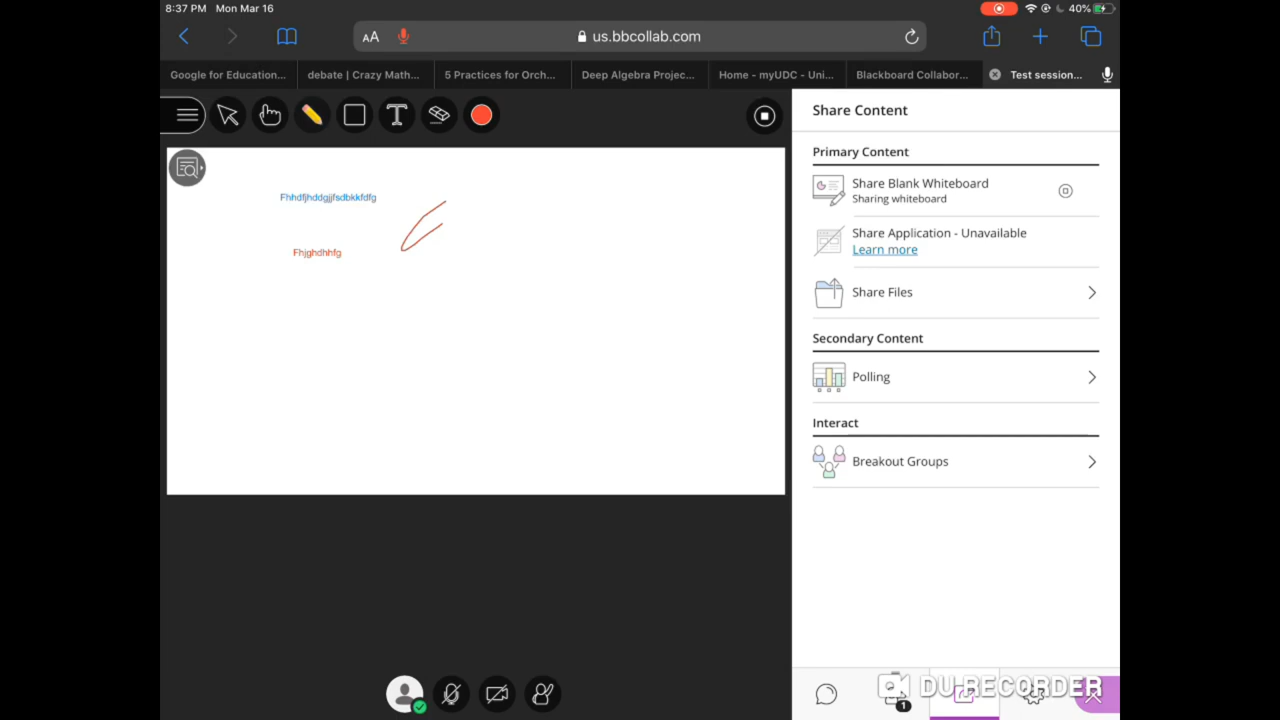 8:37 PM Mon Mar 16
40%
AA
us.bbcollab.com
Google for Education...
debate | Crazy Math...
5 Practices for Orch...
Deep Algebra Projec...
Home - myUDC - Uni...
Blackboard Collabor...
Test session...
T
Share Content
Primary Content
Share Blank Whiteboard
Sharing whiteboard
Share Application - Unavailable
Learn more
Share Files
Secondary Content
Polling
Interact
Breakout Groups
Fhhdfjhddgjjfsdbkkfdfg
Fhjghdhhfg
1
DU RECORDER